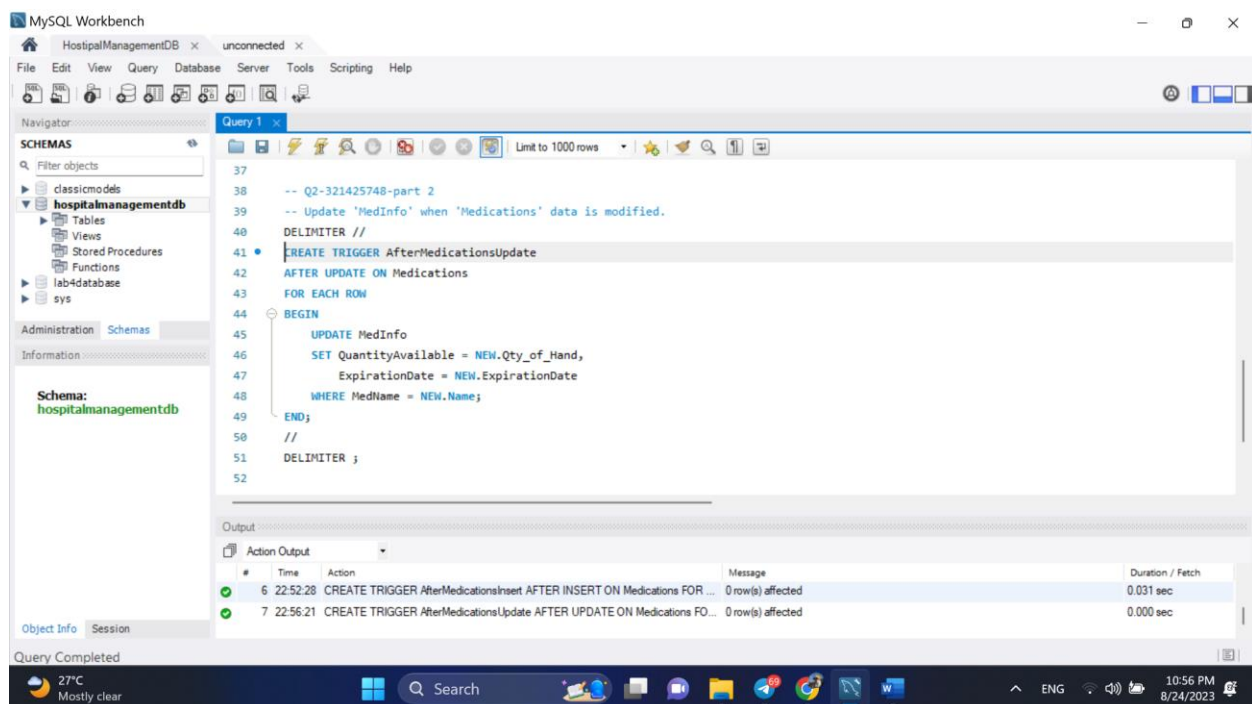 MySQL Workbench
HostipalManagementDB × unconnected ×
File Edit View Query Database Server Tools Scripting Help
Navigator
SCHEMAS
Filter objects
classicmodels
hospitalmanagementdb
Tables
Views
Stored Procedures
Functions
lab4database
sys
Administration Schemas
Information
Schema:
hospitalmanagementdb
Object Info Session
Query 1 ×
Limit to 1000 rows
37
38 -- Q2-321425748-part 2
39 -- Update 'MedInfo' when 'Medications' data is modified.
40 DELIMITER //
41 CREATE TRIGGER AfterMedicationsUpdate
42 AFTER UPDATE ON Medications
43 FOR EACH ROW
44 BEGIN
45 UPDATE MedInfo
46 SET QuantityAvailable = NEW.Qty_of_Hand,
47 ExpirationDate = NEW.ExpirationDate
48 WHERE MedName = NEW.Name;
49 END;
50 //
51 DELIMITER ;
52
Output
Action Output
# Time Action Message Duration / Fetch
6 22:52:28 CREATE TRIGGER AfterMedicationsInsert AFTER INSERT ON Medications FOR ... 0 row(s) affected 0.031 sec
7 22:56:21 CREATE TRIGGER AfterMedicationsUpdate AFTER UPDATE ON Medications FO... 0 row(s) affected 0.000 sec
Query Completed
27°C
Mostly clear
Search
69
ENG
10:56 PM
8/24/2023